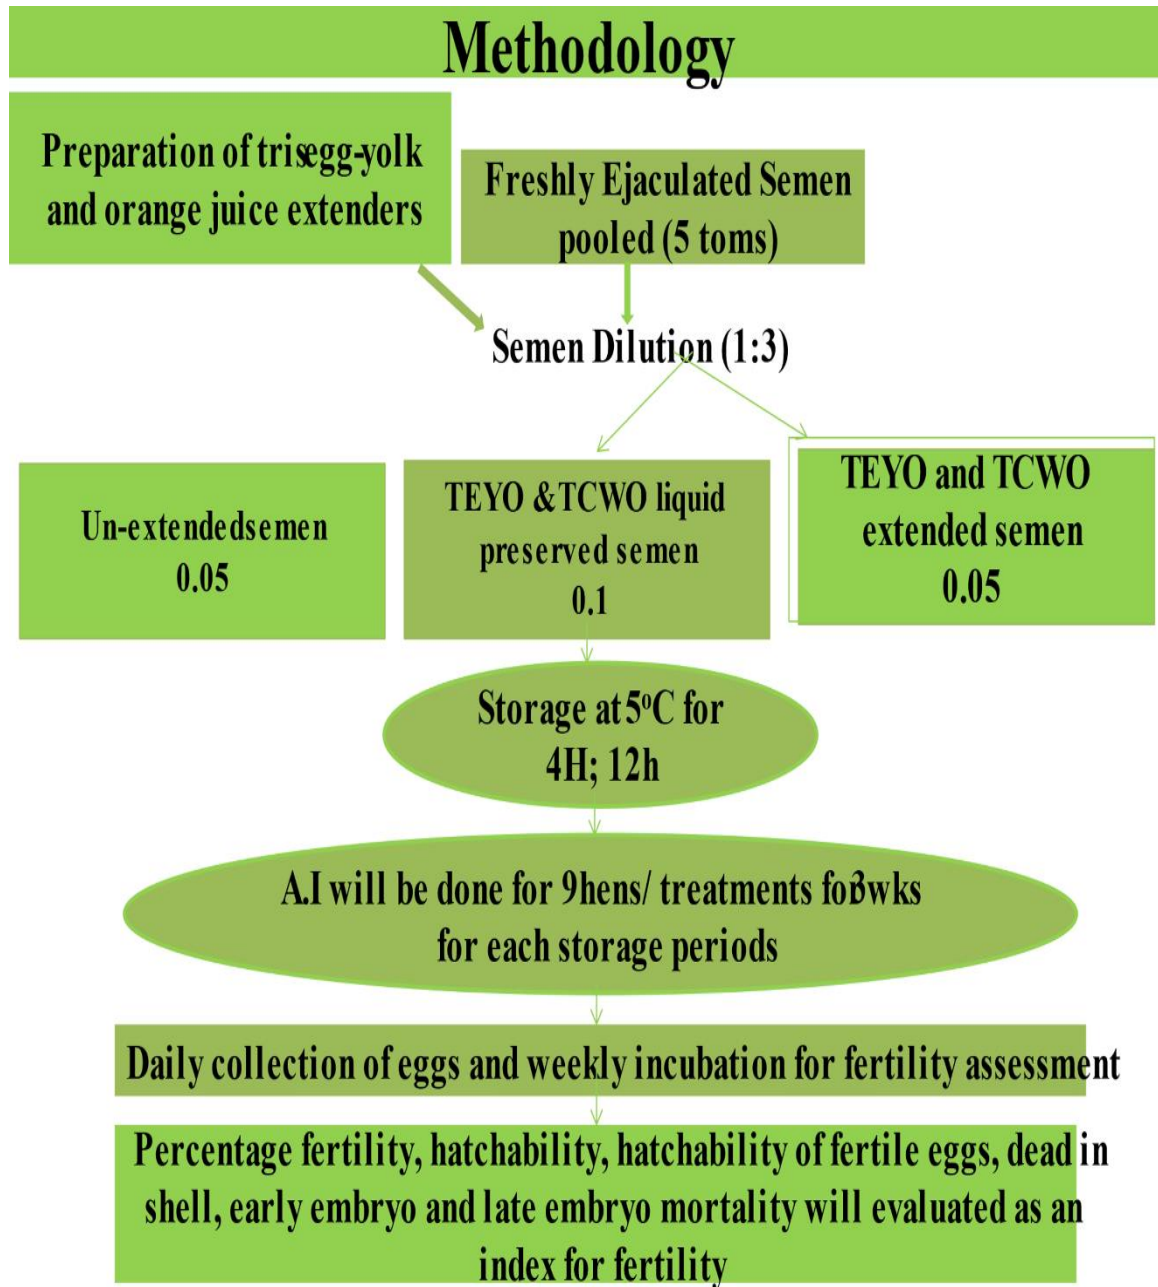 Methodology
Preparation of trisegg-yolk
and orange juice extenders
Freshly Ejaculated Semen
pooled (5 toms)
Semen Dilution (1:3)
Un-extendedsemen
0.05
TEYO &TCWO liquid
preserved semen
0.1
TEYO and TCWO
extended semen
0.05
Storage at 5ºC for
4H; 12h
A.I will be done for 9hens/ treatments for3wks
for each storage periods
Daily collection of eggs and weekly incubation for fertility assessment
Percentage fertility, hatchability, hatchability of fertile eggs, dead in
shell, early embryo and late embryo mortality will evaluated as an
index for fertility